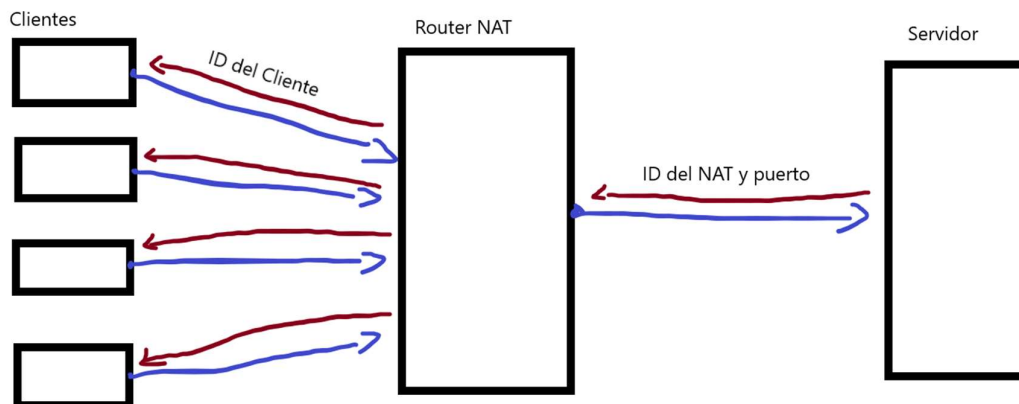 Clientes
Router NAT
Servidor
ID del Cliente
ID del NAT y puerto